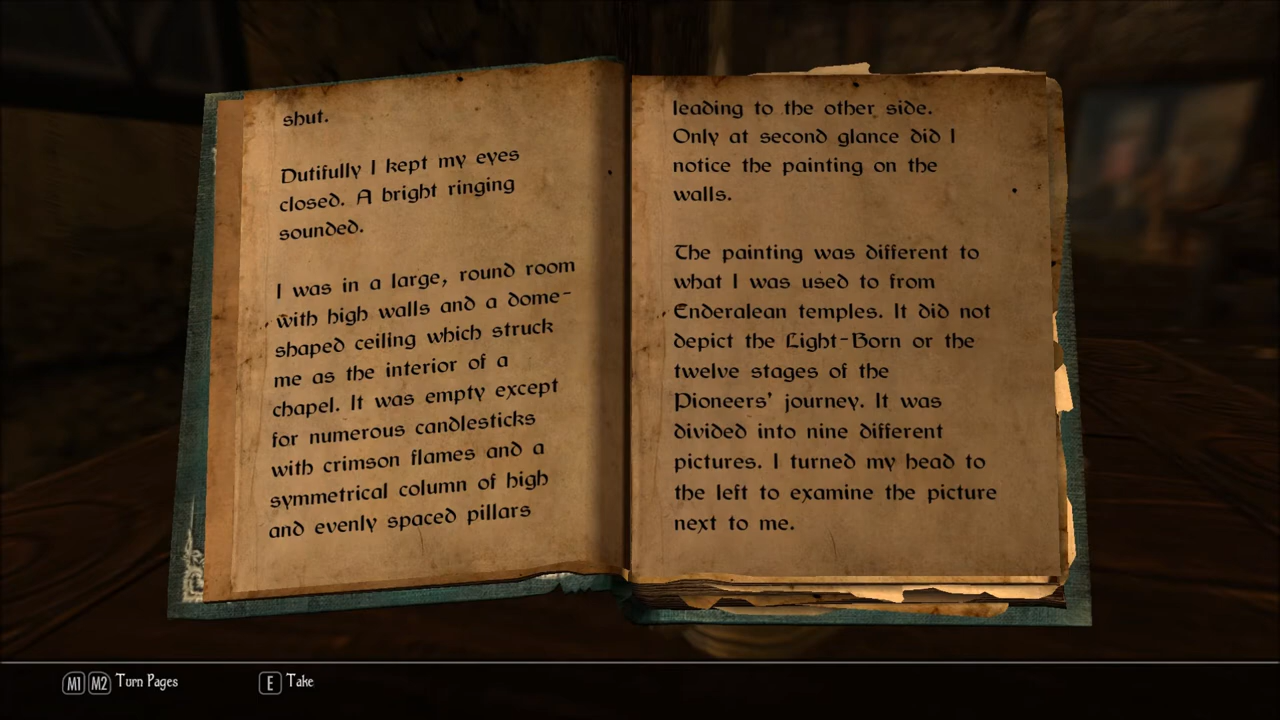 shut.
Dutifully I kept my eyes
closed. A bright ringing
sounded.
I was in a large, round room
with high walls and a dome-
shaped ceiling which struck
me as the interior of a
chapel. It was empty except
for numerous candlesticks
with crimson flames and a
symmetrical column of high
and evenly spaced pillars
leading to the other side.
Only at second glance did I
notice the painting on the
walls.
The painting was different to
what I was used to from
Enderalean temples. It did not
depict the Light-Born or the
twelve stages of the
Pioneers' journey. It was
divided into nine different
pictures. I turned my head to
the left to examine the picture
next to me.
M1 M2 Turn Pages
E Take